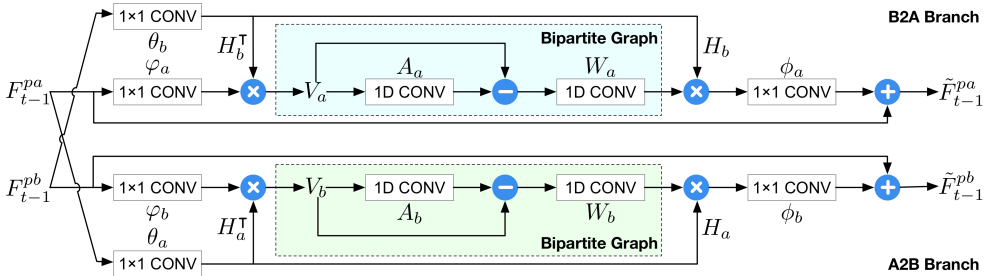 1×1 CONV
B2A Branch
θ_b
H_b^⊤
Bipartite Graph
H_b
φ_a
A_a
W_a
ϕ_a
F_{t−1}^{pa}
1×1 CONV
V_a
1D CONV
1D CONV
1×1 CONV
F̃_{t−1}^{pa}
F_{t−1}^{pb}
1×1 CONV
V_b
1D CONV
1D CONV
1×1 CONV
F̃_{t−1}^{pb}
φ_b
A_b
W_b
ϕ_b
H_a^⊤
H_a
θ_a
Bipartite Graph
1×1 CONV
A2B Branch